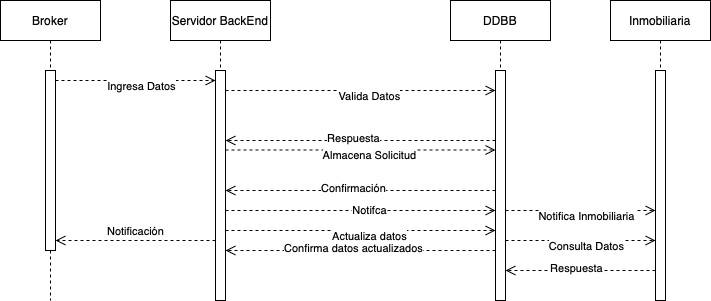 Broker
Servidor BackEnd
DDBB
Inmobiliaria
Ingresa Datos
Valida Datos
Respuesta
Almacena Solicitud
Confirmación
Notifca
Notifica Inmobiliaria
Notificación
Actualiza datos
Confirma datos actualizados
Consulta Datos
Respuesta